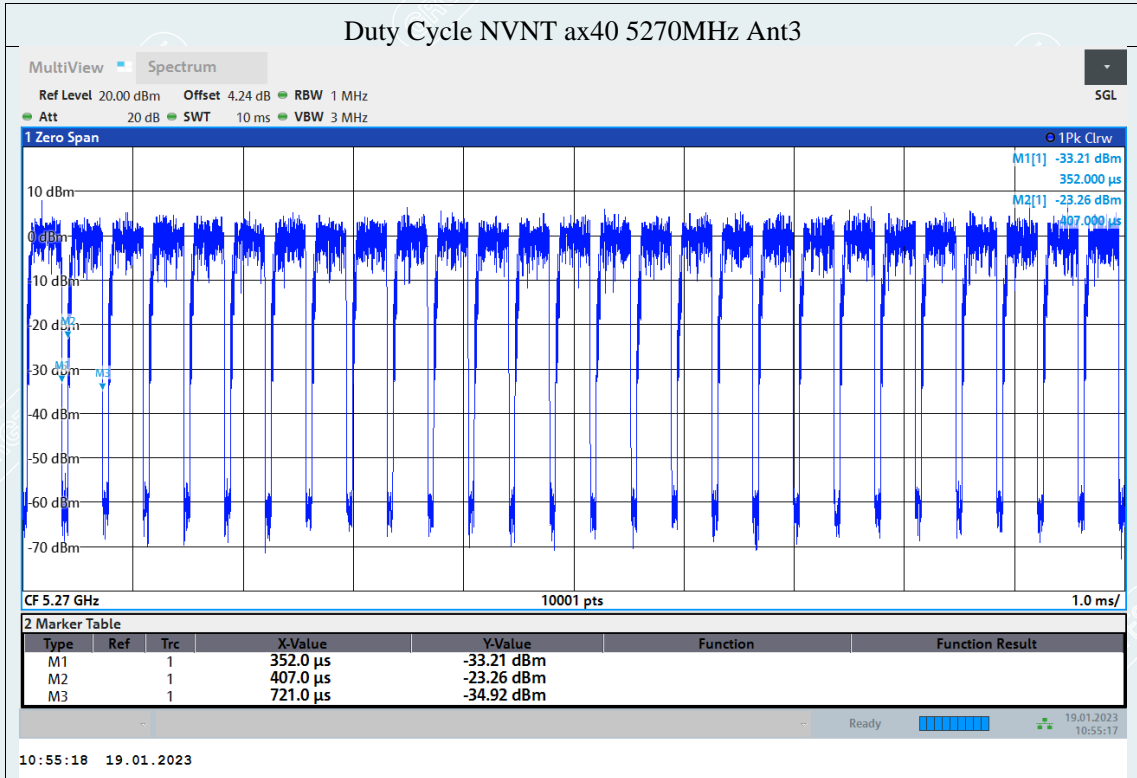 Duty Cycle NVNT ax40 5270MHz Ant3
MultiView Spectrum
Ref Level 20.00 dBm Offset 4.24 dB RBW 1 MHz SGL
Att 20 dB SWT 10 ms VBW 3 MHz
1 Zero Span 1Pk Clrw
M1[1] -33.21 dBm
352.000 µs
10 dBm
M2[1] -23.26 dBm
407.000 µs
0 dBm
-10 dBm
-20 dBm
M2
-30 dBm
M1
M3
-40 dBm
-50 dBm
-60 dBm
-70 dBm
CF 5.27 GHz 10001 pts 1.0 ms/
2 Marker Table
Type Ref Trc X-Value Y-Value Function Function Result
M1 1 352.0 µs -33.21 dBm
M2 1 407.0 µs -23.26 dBm
M3 1 721.0 µs -34.92 dBm
Ready 19.01.2023
10:55:17
10:55:18 19.01.2023